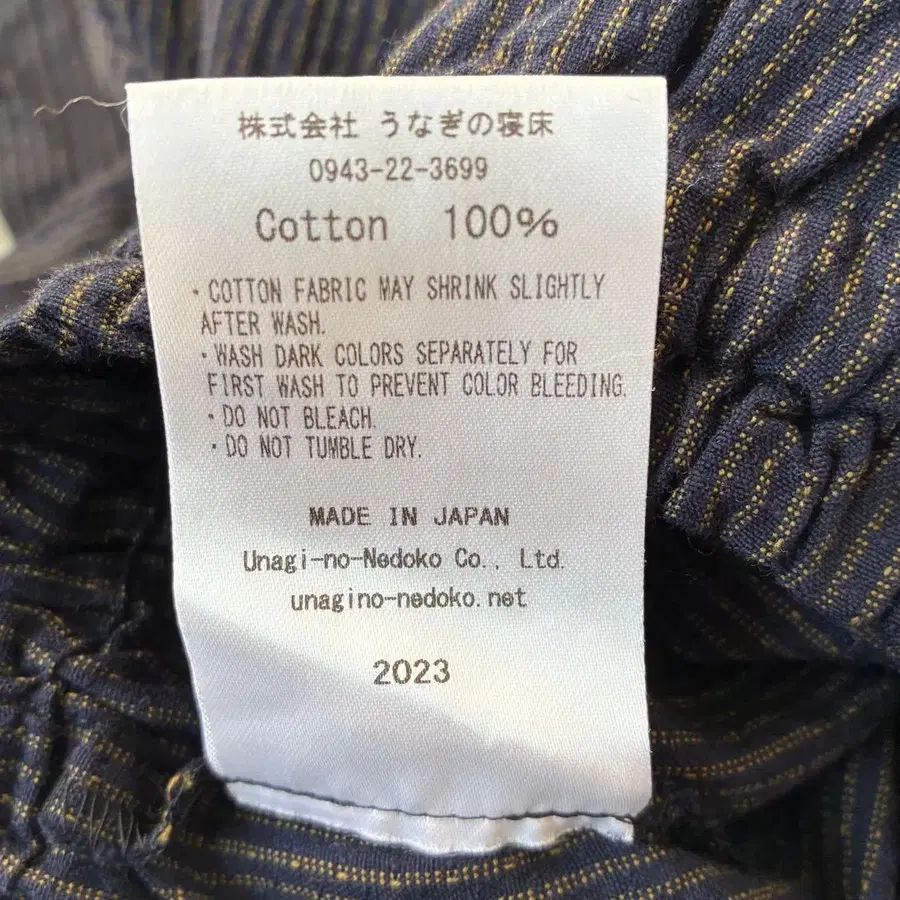 株式会社 うなぎの寝床
0943-22-3699
Cotton 100%
・COTTON FABRIC MAY SHRINK SLIGHTLY
AFTER WASH.
・WASH DARK COLORS SEPARATELY FOR
FIRST WASH TO PREVENT COLOR BLEEDING.
・DO NOT BLEACH.
・DO NOT TUMBLE DRY.
MADE IN JAPAN
Unagi-no-Nedoko Co., Ltd.
unagino-nedoko.net
2023